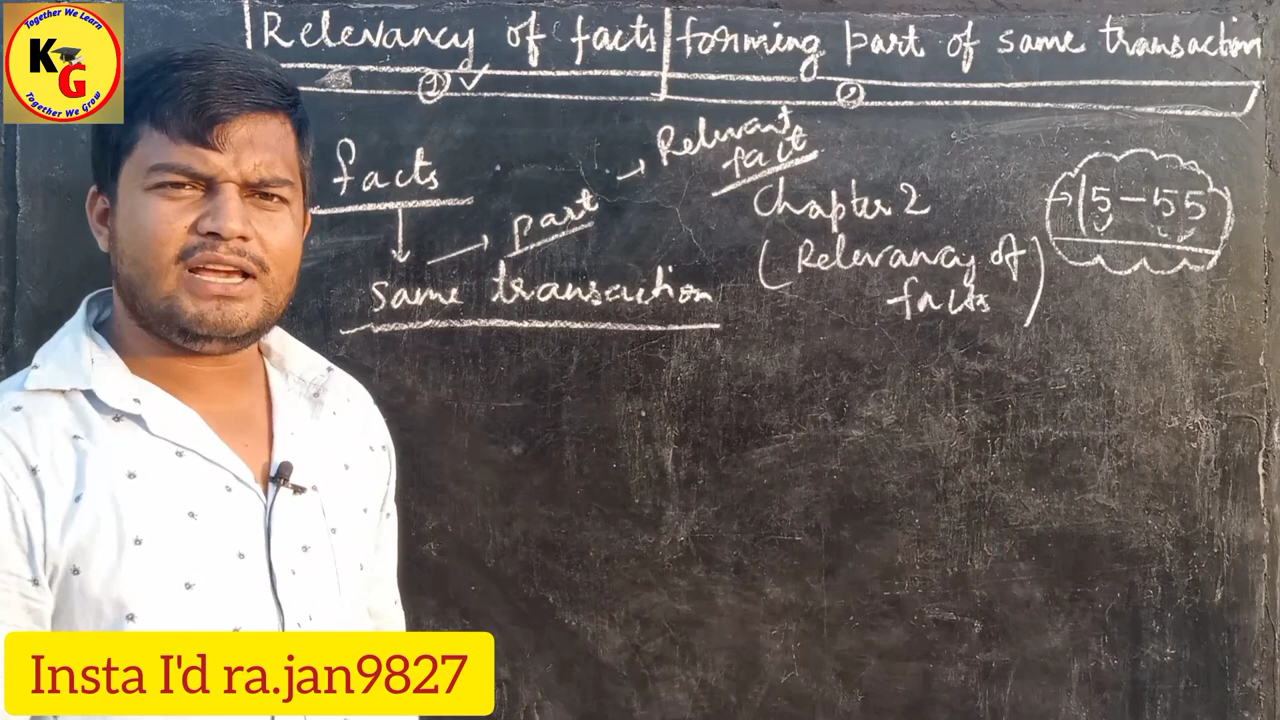 Together We Learn
KG
Together We Grow
Relevancy of facts forming part of same transaction
① ②
facts
same transaction
part
Relevant
fact
Chapter 2
(Relevancy of
facts)
5-55
Insta I'd ra.jan9827